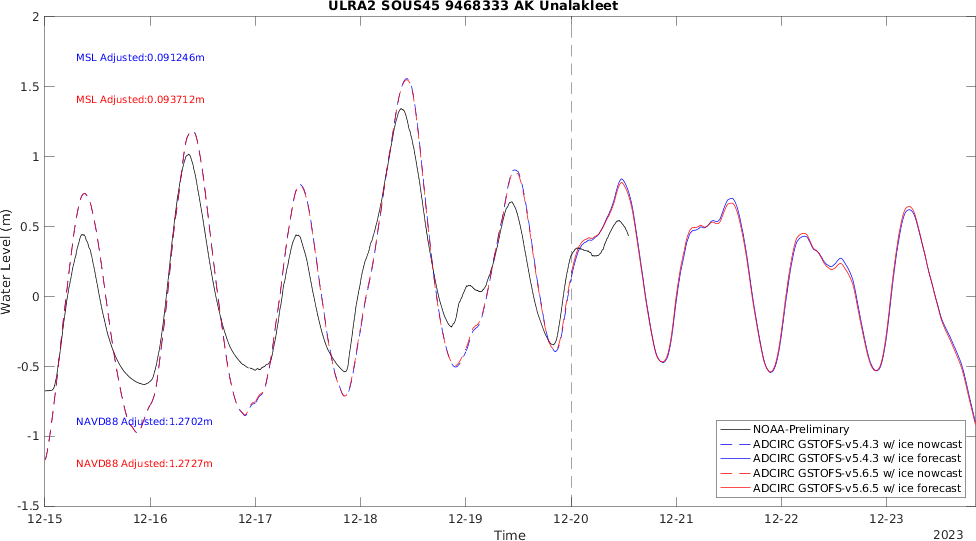 ULRA2 SOUS45 9468333 AK Unalakleet
2
MSL Adjusted:0.091246m
1.5
MSL Adjusted:0.093712m
1
0.5
Water Level (m)
0
-0.5
NAVD88 Adjusted:1.2702m
-1
NAVD88 Adjusted:1.2727m
-1.5
NOAA-Preliminary
ADCIRC GSTOFS-v5.4.3 w/ ice nowcast
ADCIRC GSTOFS-v5.4.3 w/ ice forecast
ADCIRC GSTOFS-v5.6.5 w/ ice nowcast
ADCIRC GSTOFS-v5.6.5 w/ ice forecast
12-15 12-16 12-17 12-18 12-19 12-20 12-21 12-22 12-23
Time
2023